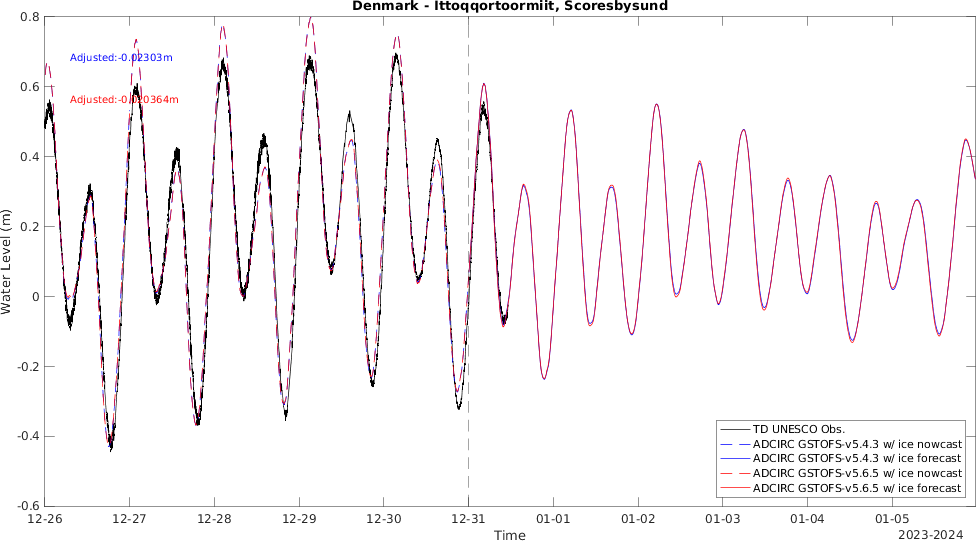 Denmark - Ittoqqortoormiit, Scoresbysund
0.8
0.6
0.4
0.2
0
-0.2
-0.4
-0.6
Water Level (m)
Adjusted:-0.02303m
Adjusted:-0.020364m
TD UNESCO Obs.
ADCIRC GSTOFS-v5.4.3 w/ ice nowcast
ADCIRC GSTOFS-v5.4.3 w/ ice forecast
ADCIRC GSTOFS-v5.6.5 w/ ice nowcast
ADCIRC GSTOFS-v5.6.5 w/ ice forecast
12-26 12-27 12-28 12-29 12-30 12-31 01-01 01-02 01-03 01-04 01-05
Time
2023-2024